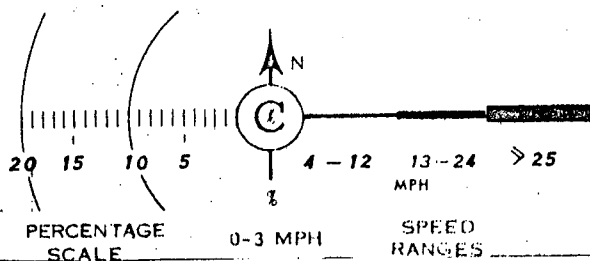 N
C
20 15 10 5 4 - 12 13 - 24 ≥ 25
% MPH
PERCENTAGE 0-3 MPH SPEED
SCALE RANGES